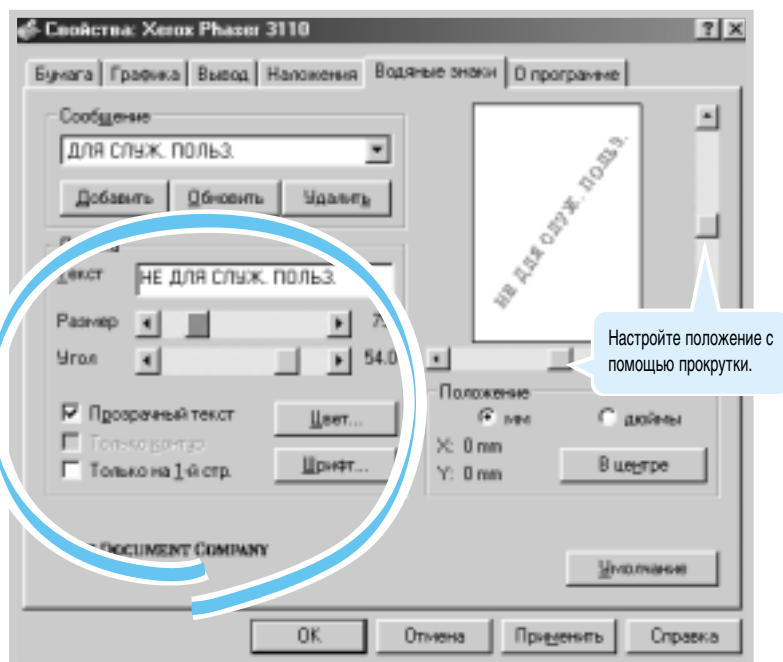 Свойства: Xerox Phaser 3110
Бумага Графика Вывод Наложения Водяные знаки О программе
Сообщение
ДЛЯ СЛУЖ. ПОЛЬЗ.
Добавить Обновить Удалить
Текст НЕ ДЛЯ СЛУЖ. ПОЛЬЗ.
Размер
Угол 54.0
Прозрачный текст Цвет...
Только контур
Только на 1-й стр. Шрифт...
НЕ ДЛЯ СЛУЖ. ПОЛЬЗ.
Настройте положение с
помощью прокрутки.
Положение
мм дюймы
X: 0 mm
Y: 0 mm
В центре
DOCUMENT COMPANY
Умолчание
OK Отмена Применить Справка